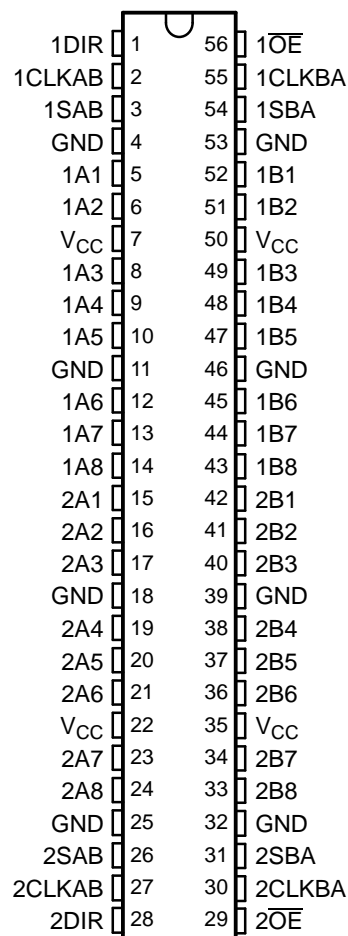 1DIR 1 56 1O̅E̅
1CLKAB 2 55 1CLKBA
1SAB 3 54 1SBA
GND 4 53 GND
1A1 5 52 1B1
1A2 6 51 1B2
VCC 7 50 VCC
1A3 8 49 1B3
1A4 9 48 1B4
1A5 10 47 1B5
GND 11 46 GND
1A6 12 45 1B6
1A7 13 44 1B7
1A8 14 43 1B8
2A1 15 42 2B1
2A2 16 41 2B2
2A3 17 40 2B3
GND 18 39 GND
2A4 19 38 2B4
2A5 20 37 2B5
2A6 21 36 2B6
VCC 22 35 VCC
2A7 23 34 2B7
2A8 24 33 2B8
GND 25 32 GND
2SAB 26 31 2SBA
2CLKAB 27 30 2CLKBA
2DIR 28 29 2O̅E̅